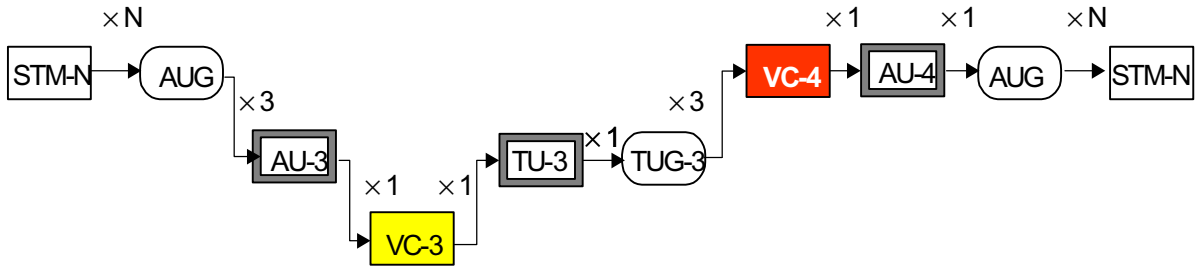 ×N
STM-N
AUG
×3
AU-3
×1
VC-3
×1
TU-3
×1
TUG-3
×3
VC-4
×1
AU-4
×1
AUG
×N
STM-N